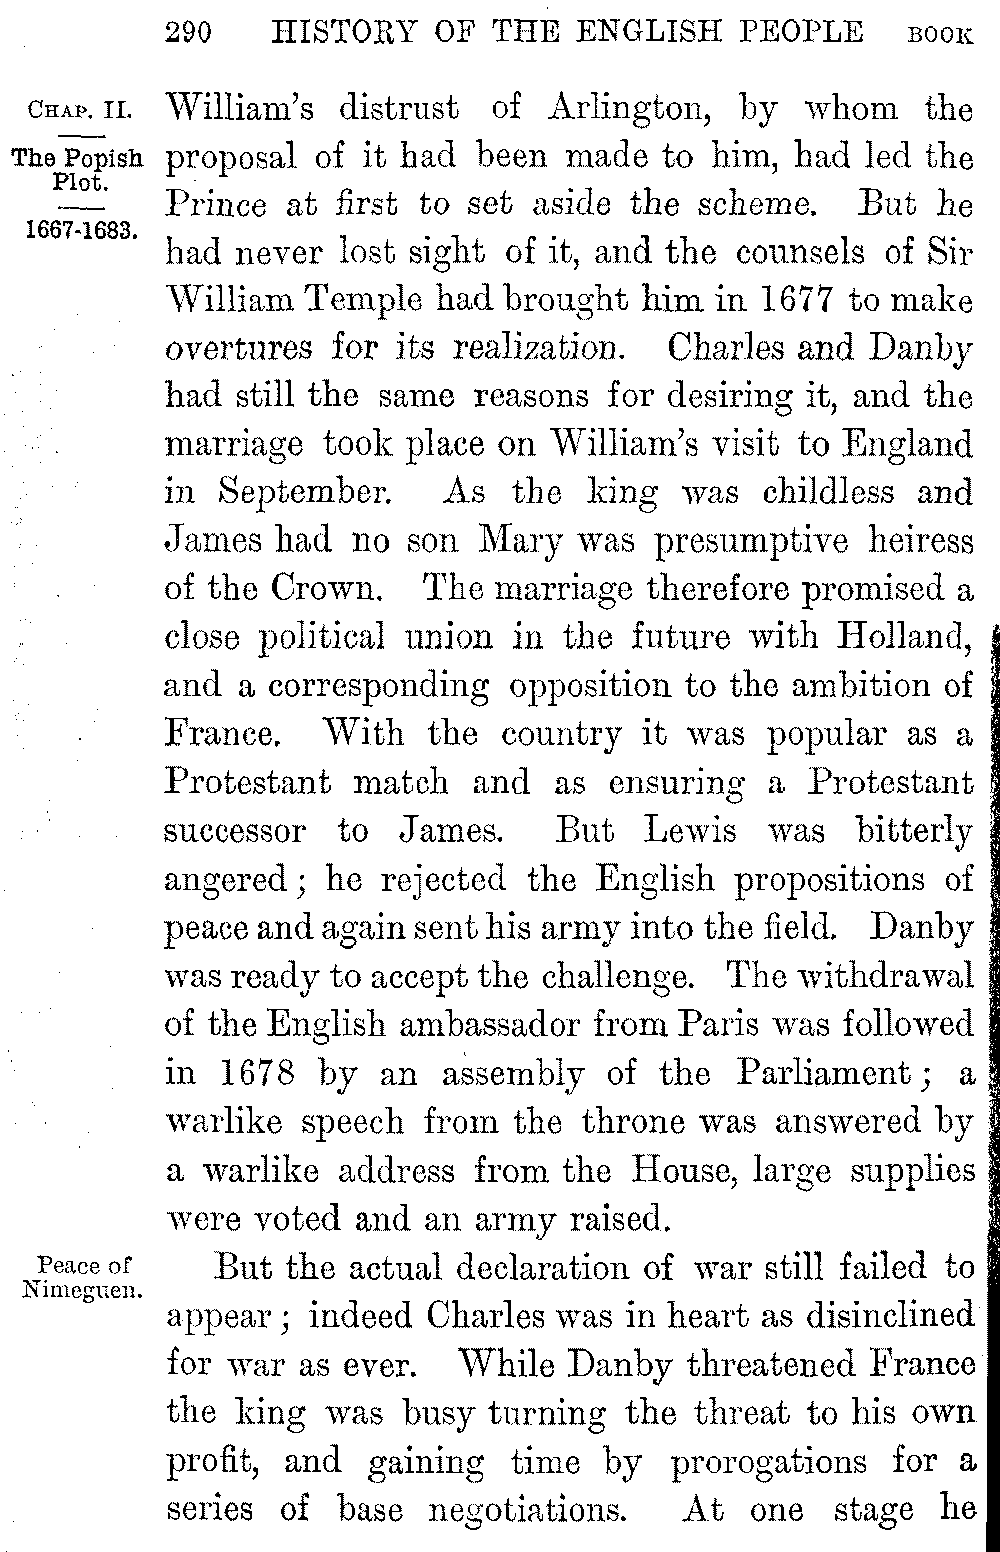 290 HISTORY OF THE ENGLISH PEOPLE BOOK
CHAP. II.
The Popish
Plot.
1667-1683.
William's distrust of Arlington, by whom the
proposal of it had been made to him, had led the
Prince at first to set aside the scheme. But he
had never lost sight of it, and the counsels of Sir
William Temple had brought him in 1677 to make
overtures for its realization. Charles and Danby
had still the same reasons for desiring it, and the
marriage took place on William's visit to England
in September. As the king was childless and
James had no son Mary was presumptive heiress
of the Crown. The marriage therefore promised a
close political union in the future with Holland,
and a corresponding opposition to the ambition of
France. With the country it was popular as a
Protestant match and as ensuring a Protestant
successor to James. But Lewis was bitterly
angered; he rejected the English propositions of
peace and again sent his army into the field. Danby
was ready to accept the challenge. The withdrawal
of the English ambassador from Paris was followed
in 1678 by an assembly of the Parliament; a
warlike speech from the throne was answered by
a warlike address from the House, large supplies
were voted and an army raised.
Peace of
Nimeguen.
But the actual declaration of war still failed to
appear; indeed Charles was in heart as disinclined
for war as ever. While Danby threatened France
the king was busy turning the threat to his own
profit, and gaining time by prorogations for a
series of base negotiations. At one stage he